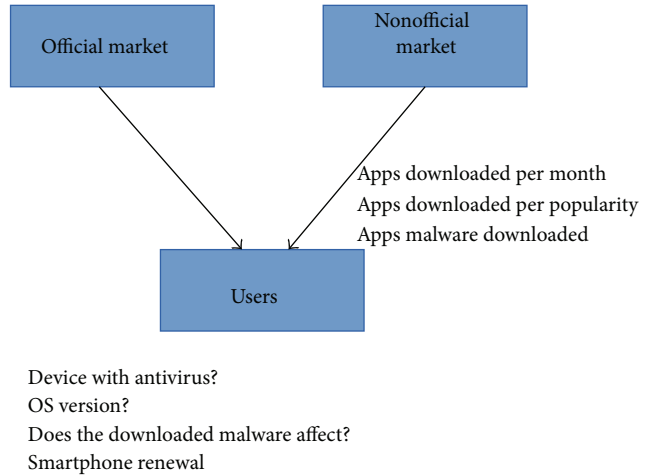 Official market
Nonofficial
market
Apps downloaded per month
Apps downloaded per popularity
Apps malware downloaded
Users
Device with antivirus?
OS version?
Does the downloaded malware affect?
Smartphone renewal